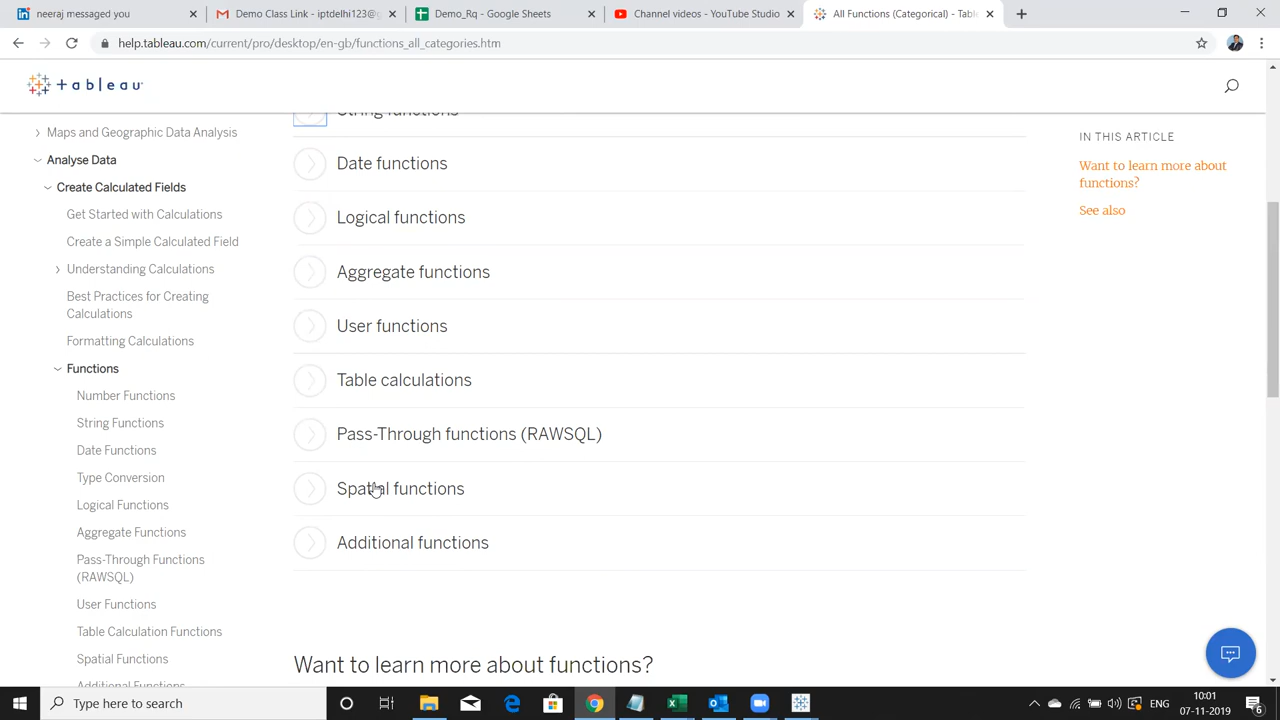 neeraj messaged you
Demo Class Link - iptdelhi123@g
Demo_Rq - Google Sheets
Channel videos - YouTube Studio
All Functions (Categorical) - Table
help.tableau.com/current/pro/desktop/en-gb/functions_all_categories.htm
tableau
Maps and Geographic Data Analysis
Analyse Data
Create Calculated Fields
Get Started with Calculations
Create a Simple Calculated Field
Understanding Calculations
Best Practices for Creating
Calculations
Formatting Calculations
Functions
Number Functions
String Functions
Date Functions
Type Conversion
Logical Functions
Aggregate Functions
Pass-Through Functions
(RAWSQL)
User Functions
Table Calculation Functions
Spatial Functions
Additional Functions
String functions
Date functions
Logical functions
Aggregate functions
User functions
Table calculations
Pass-Through functions (RAWSQL)
Spatial functions
Additional functions
Want to learn more about functions?
IN THIS ARTICLE
Want to learn more about
functions?
See also
Type here to search
ENG
10:01
07-11-2019
6